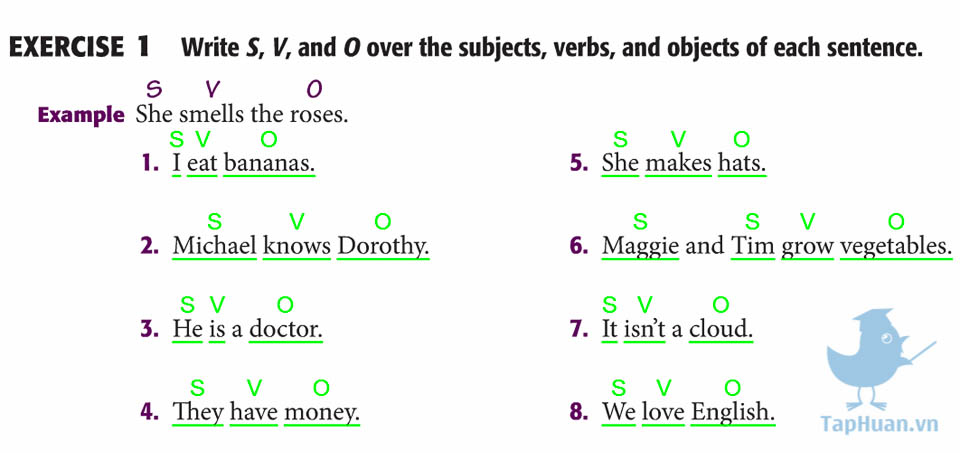 EXERCISE 1 Write S, V, and O over the subjects, verbs, and objects of each sentence.
S V O
Example She smells the roses.
S V O
1. I eat bananas.
S V O
2. Michael knows Dorothy.
S V O
3. He is a doctor.
S V O
4. They have money.
S V O
5. She makes hats.
S S V O
6. Maggie and Tim grow vegetables.
S V O
7. It isn't a cloud.
S V O
8. We love English.
TapHuan.vn